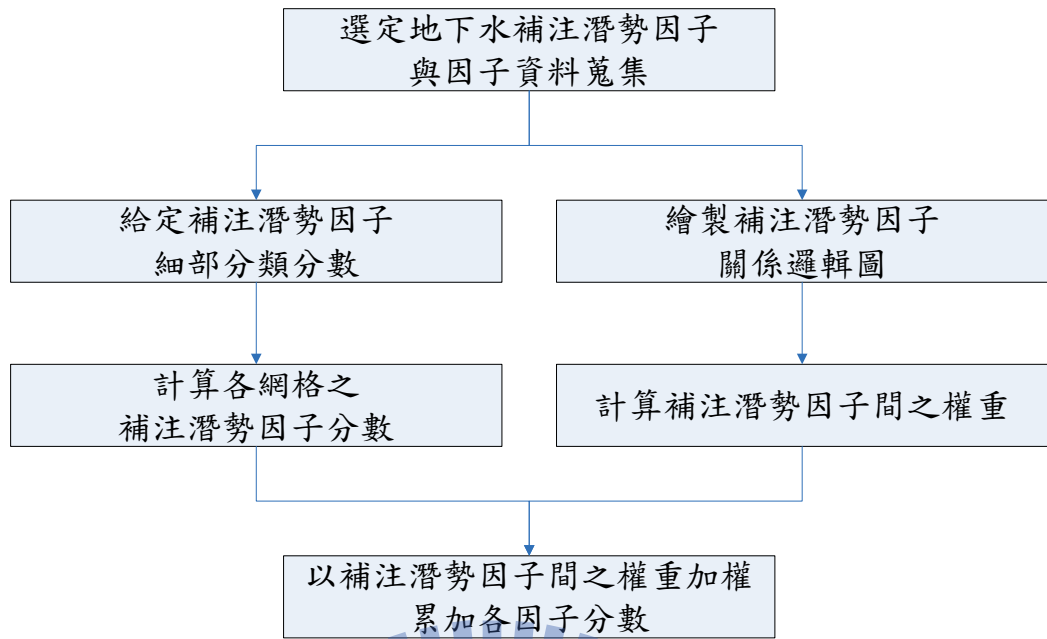 選定地下水補注潛勢因子
與因子資料蒐集
給定補注潛勢因子
細部分類分數
繪製補注潛勢因子
關係邏輯圖
計算各網格之
補注潛勢因子分數
計算補注潛勢因子間之權重
以補注潛勢因子間之權重加權
累加各因子分數